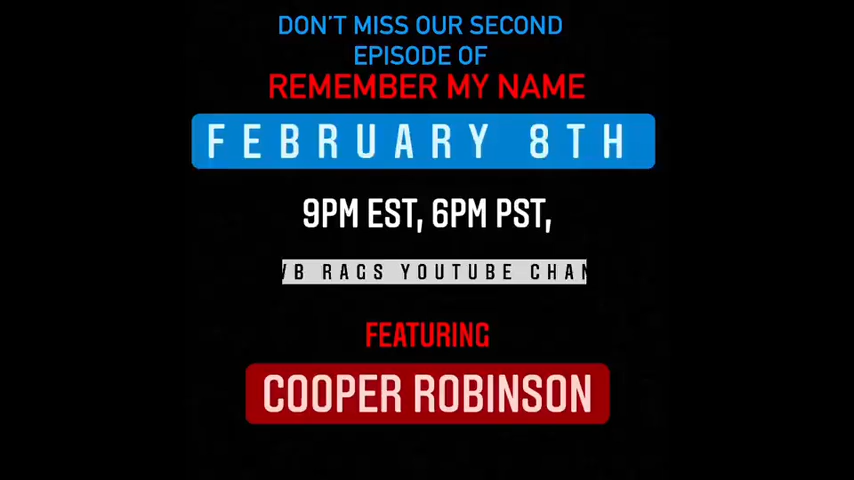 DON'T MISS OUR SECOND
EPISODE OF
REMEMBER MY NAME
FEBRUARY 8TH
9PM EST, 6PM PST,
RAGS YOUTUBE
FEATURING
COOPER ROBINSON